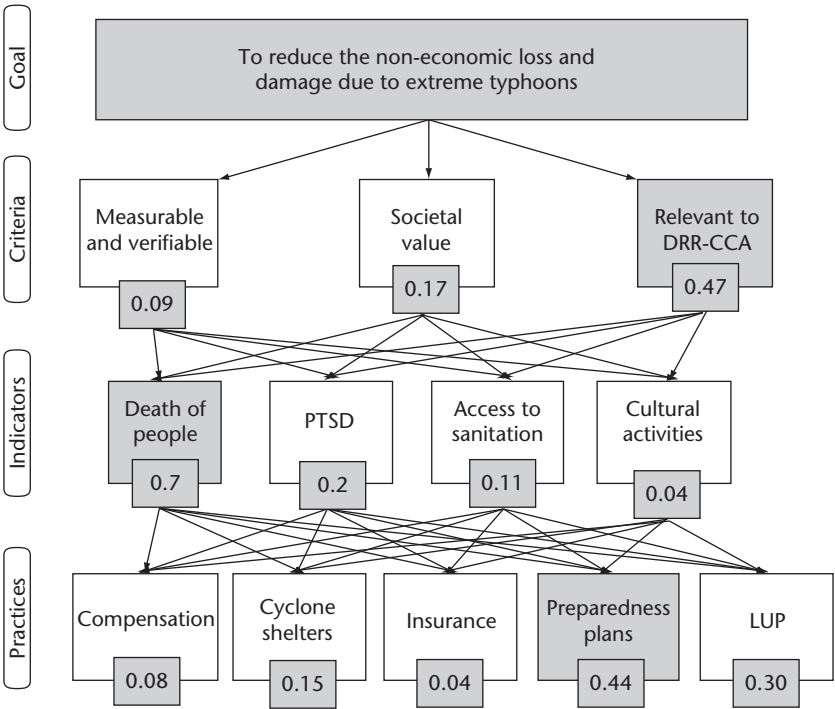 Goal
To reduce the non-economic loss and
damage due to extreme typhoons
Criteria
Measurable
and verifiable
0.09
Societal
value
0.17
Relevant to
DRR-CCA
0.47
Indicators
Death of
people
0.7
PTSD
0.2
Access to
sanitation
0.11
Cultural
activities
0.04
Practices
Compensation
0.08
Cyclone
shelters
0.15
Insurance
0.04
Preparedness
plans
0.44
LUP
0.30